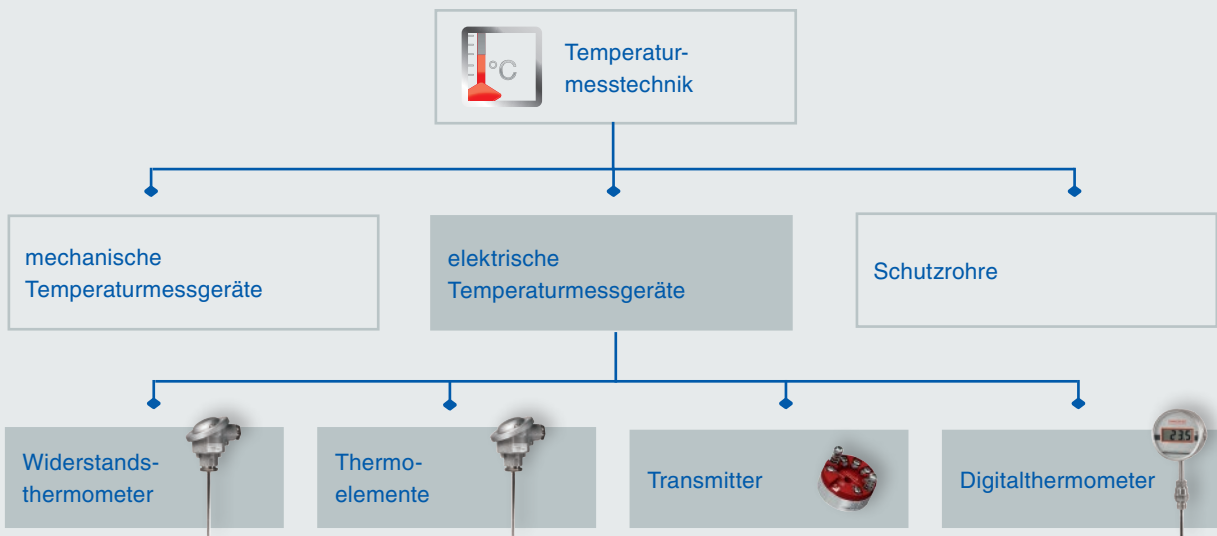 °C
Temperatur-
messtechnik
mechanische
Temperaturmessgeräte
elektrische
Temperaturmessgeräte
Schutzrohre
Widerstands-
thermometer
Thermo-
elemente
Transmitter
Digitalthermometer
23.5